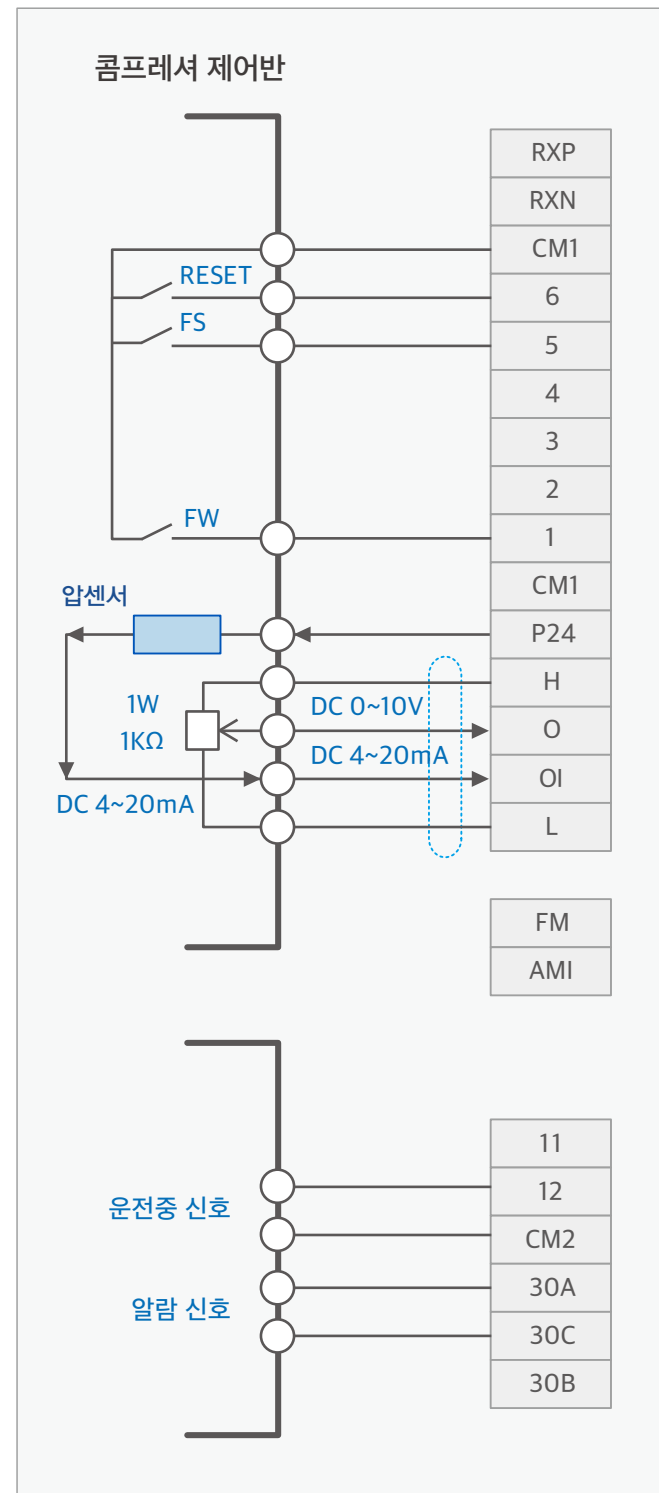 콤프레셔 제어반
RXP
RXN
CM1
RESET
6
FS
5
4
3
2
FW
1
CM1
압센서
P24
H
1W
DC 0~10V
O
1KΩ
DC 4~20mA
OI
DC 4~20mA
L
FM
AMI
11
운전중 신호
12
CM2
알람 신호
30A
30C
30B